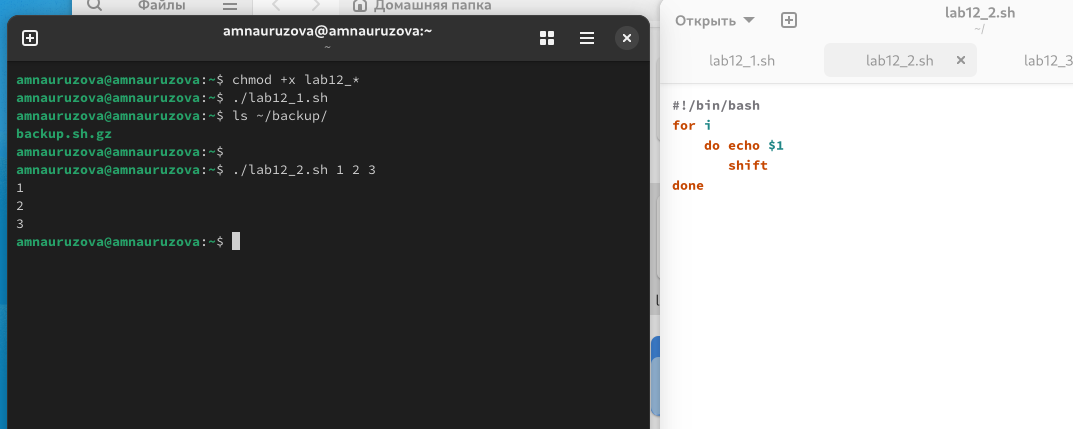 Файлы
Домашняя папка
amnauruzova@amnauruzova:~
~
amnauruzova@amnauruzova:~$ chmod +x lab12_*
amnauruzova@amnauruzova:~$ ./lab12_1.sh
amnauruzova@amnauruzova:~$ ls ~/backup/
backup.sh.gz
amnauruzova@amnauruzova:~$
amnauruzova@amnauruzova:~$ ./lab12_2.sh 1 2 3
1
2
3
amnauruzova@amnauruzova:~$
Открыть
lab12_2.sh
~/
lab12_1.sh
lab12_2.sh
lab12_3
#!/bin/bash
for i
    do echo $1
       shift
done